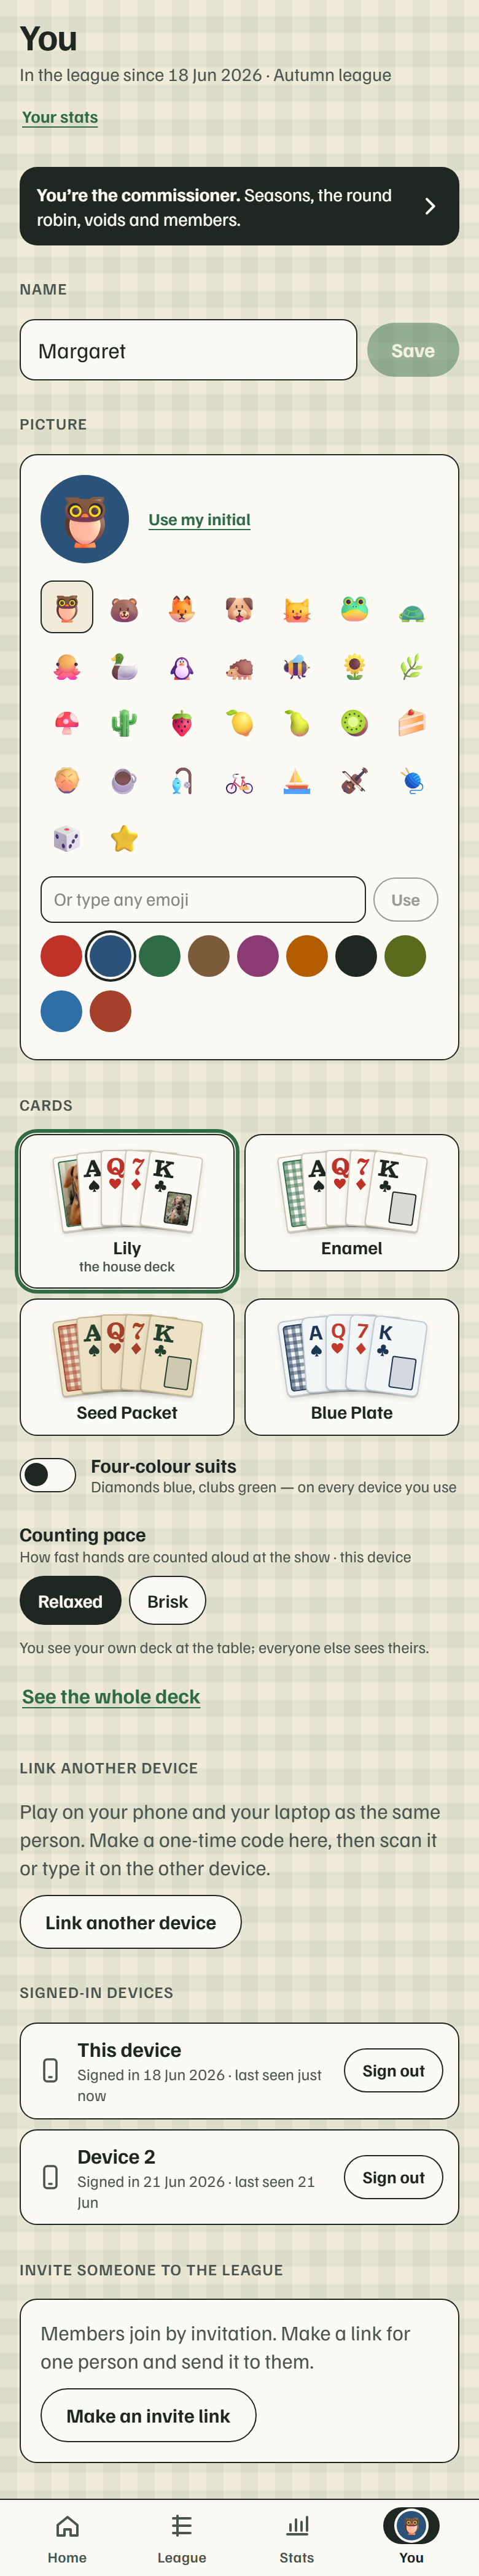 You
In the league since 18 Jun 2026 · Autumn league
Your stats
You’re the commissioner. Seasons, the round
robin, voids and members.
NAME
Margaret
Save
PICTURE
Use my initial
Or type any emoji
Use
CARDS
A Q 7 K
Lily
the house deck
A Q 7 K
Enamel
A Q 7 K
Seed Packet
A Q 7 K
Blue Plate
Four-colour suits
Diamonds blue, clubs green — on every device you use
Counting pace
How fast hands are counted aloud at the show · this device
Relaxed
Brisk
You see your own deck at the table; everyone else sees theirs.
See the whole deck
LINK ANOTHER DEVICE
Play on your phone and your laptop as the same
person. Make a one-time code here, then scan it
or type it on the other device.
Link another device
SIGNED-IN DEVICES
This device
Signed in 18 Jun 2026 · last seen just
now
Sign out
Device 2
Signed in 21 Jun 2026 · last seen 21
Jun
Sign out
INVITE SOMEONE TO THE LEAGUE
Members join by invitation. Make a link for
one person and send it to them.
Make an invite link
Home
League
Stats
You